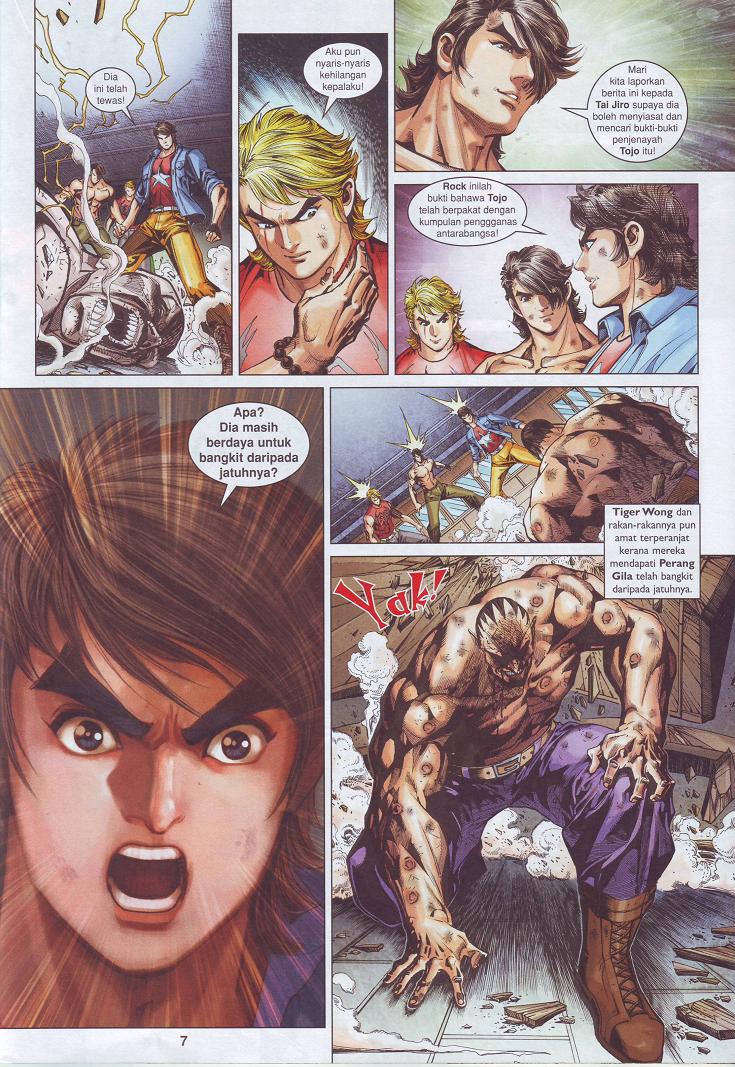 Dia
ini telah
tewas!
Aku pun
nyaris-nyaris
kehilangan
kepalaku!
Mari
kita laporkan
berita ini kepada
Tai Jiro supaya dia
boleh menyiasat dan
mencari bukti-bukti
penjenayah
Tojo itu!
Rock inilah
bukti bahawa Tojo
telah berpakat dengan
kumpulan pengganas
antarabangsa!
Apa?
Dia masih
berdaya untuk
bangkit daripada
jatuhnya?
Tiger Wong dan
rakan-rakannya pun
amat terperanjat
kerana mereka
mendapati Perang
Gila telah bangkit
daripada jatuhnya.
Yak!
7